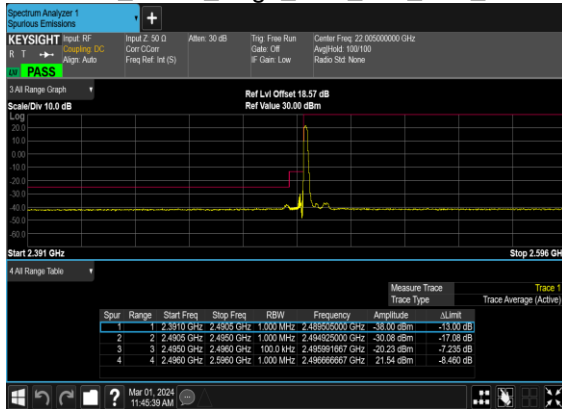 Spectrum Analyzer 1
Spurious Emissions
+
KEYSIGHT Input: RF Input Z: 50 Ω Atten: 30 dB Trig: Free Run Center Freq: 22.005000000 GHz
R T Coupling: DC Corr CCorr Gate: Off Avg|Hold: 100/100
Align: Auto Freq Ref: Int (S) IF Gain: Low Radio Std: None
PASS
3 All Range Graph Ref Lvl Offset 18.57 dB
Scale/Div 10.0 dB Ref Value 30.00 dBm
Log
20.0
10.0
0.00
-10.0
-20.0
-30.0
-40.0
-50.0
-60.0
Start 2.391 GHz Stop 2.596 GH
4 All Range Table
Measure Trace Trace 1
Trace Type Trace Average (Active)
Spur Range Start Freq Stop Freq RBW Frequency Amplitude ΔLimit
1 1 2.3910 GHz 2.4905 GHz 1.000 MHz 2.489505000 GHz -38.00 dBm -13.00 dB
2 2 2.4905 GHz 2.4950 GHz 1.000 MHz 2.494925000 GHz -30.08 dBm -17.08 dB
3 3 2.4950 GHz 2.4960 GHz 100.0 kHz 2.495991667 GHz -20.23 dBm -7.235 dB
4 4 2.4960 GHz 2.5960 GHz 1.000 MHz 2.496666667 GHz 21.54 dBm -8.460 dB
? Mar 01, 2024
11:45:39 AM